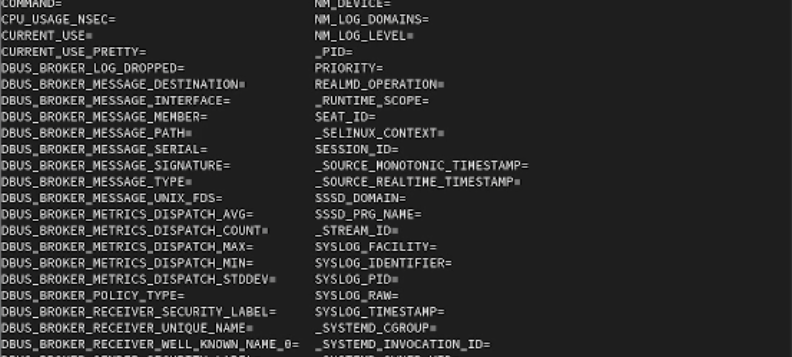 COMMAND= NM_DEVICE=
CPU_USAGE_NSEC= NM_LOG_DOMAINS=
CURRENT_USE= NM_LOG_LEVEL=
CURRENT_USE_PRETTY= _PID=
DBUS_BROKER_LOG_DROPPED= PRIORITY=
DBUS_BROKER_MESSAGE_DESTINATION= REALMD_OPERATION=
DBUS_BROKER_MESSAGE_INTERFACE= _RUNTIME_SCOPE=
DBUS_BROKER_MESSAGE_MEMBER= SEAT_ID=
DBUS_BROKER_MESSAGE_PATH= _SELINUX_CONTEXT=
DBUS_BROKER_MESSAGE_SERIAL= SESSION_ID=
DBUS_BROKER_MESSAGE_SIGNATURE= _SOURCE_MONOTONIC_TIMESTAMP=
DBUS_BROKER_MESSAGE_TYPE= _SOURCE_REALTIME_TIMESTAMP=
DBUS_BROKER_MESSAGE_UNIX_FDS= SSSD_DOMAIN=
DBUS_BROKER_METRICS_DISPATCH_AVG= SSSD_PRG_NAME=
DBUS_BROKER_METRICS_DISPATCH_COUNT= _STREAM_ID=
DBUS_BROKER_METRICS_DISPATCH_MAX= SYSLOG_FACILITY=
DBUS_BROKER_METRICS_DISPATCH_MIN= SYSLOG_IDENTIFIER=
DBUS_BROKER_METRICS_DISPATCH_STDDEV= SYSLOG_PID=
DBUS_BROKER_POLICY_TYPE= SYSLOG_RAW=
DBUS_BROKER_RECEIVER_SECURITY_LABEL= SYSLOG_TIMESTAMP=
DBUS_BROKER_RECEIVER_UNIQUE_NAME= _SYSTEMD_CGROUP=
DBUS_BROKER_RECEIVER_WELL_KNOWN_NAME_0= _SYSTEMD_INVOCATION_ID=